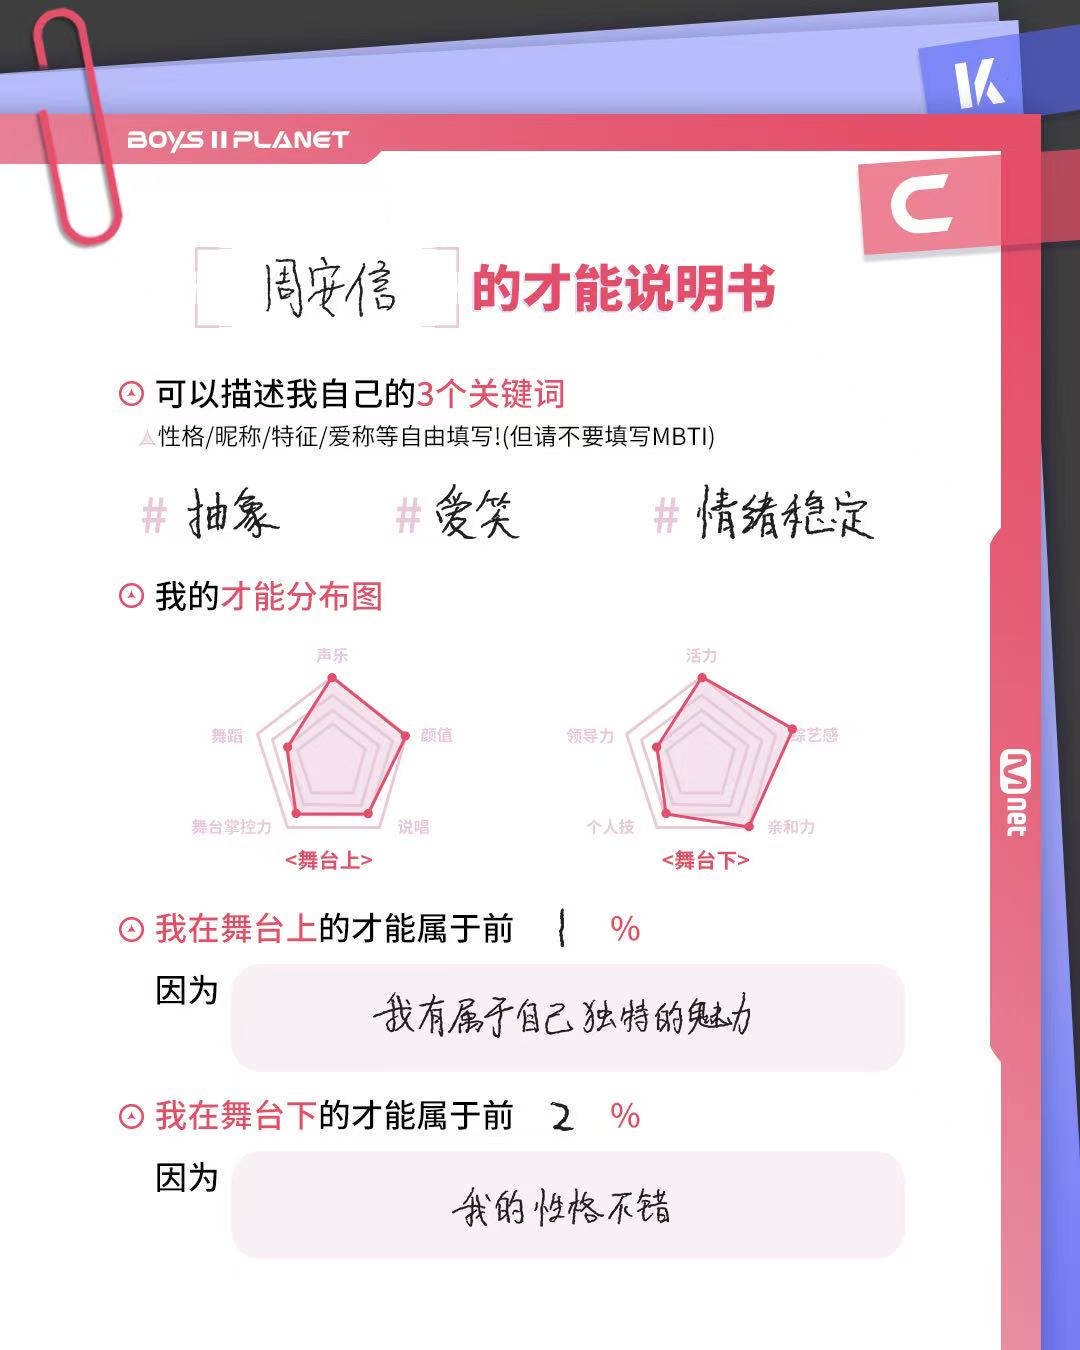 K
BOYS II PLANET
C
周安信 的才能说明书
可以描述我自己的3个关键词
性格/昵称/特征/爱称等自由填写!(但请不要填写MBTI)
# 抽象 # 爱笑 # 情绪稳定
我的才能分布图
声乐 活力
舞蹈 颜值 领导力 综艺感
舞台掌控力 说唱 个人技 亲和力
<舞台上> <舞台下>
Mnet
我在舞台上的才能属于前 1 %
因为 我有属于自己独特的魅力
我在舞台下的才能属于前 2 %
因为 我的性格不错